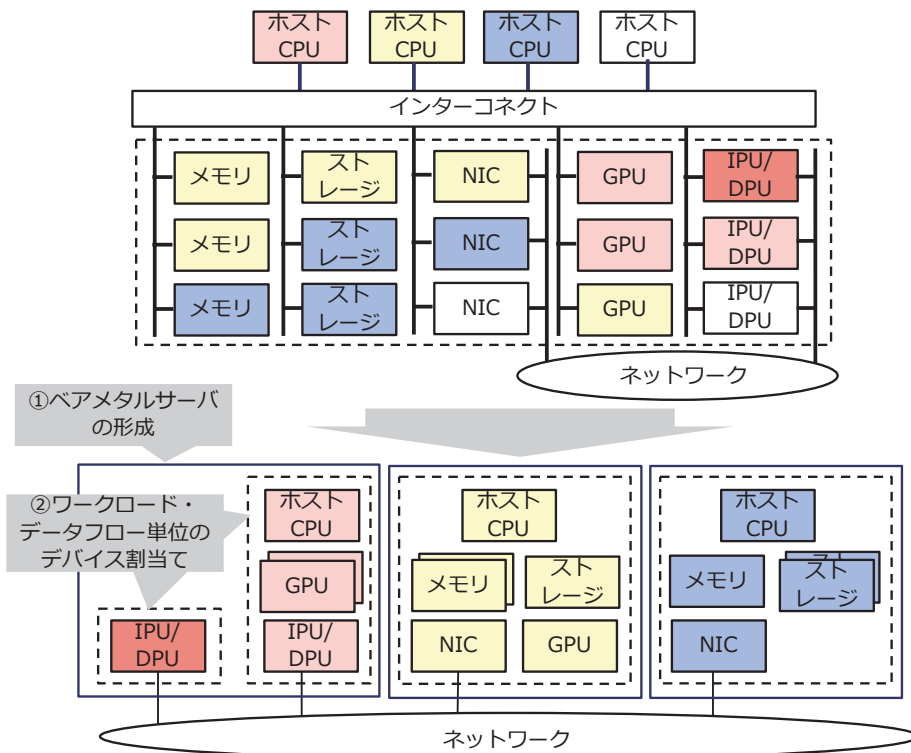 ホスト
CPU
ホスト
CPU
ホスト
CPU
ホスト
CPU
インターコネクト
メモリ
スト
レージ
NIC
GPU
IPU/
DPU
メモリ
スト
レージ
NIC
GPU
IPU/
DPU
メモリ
スト
レージ
NIC
GPU
IPU/
DPU
ネットワーク
①ベアメタルサーバ
の形成
②ワークロード・
データフロー単位の
デバイス割当て
ホスト
CPU
GPU
IPU/
DPU
IPU/
DPU
ホスト
CPU
メモリ
スト
レージ
NIC
GPU
ホスト
CPU
メモリ
スト
スト
レージ
NIC
ネットワーク